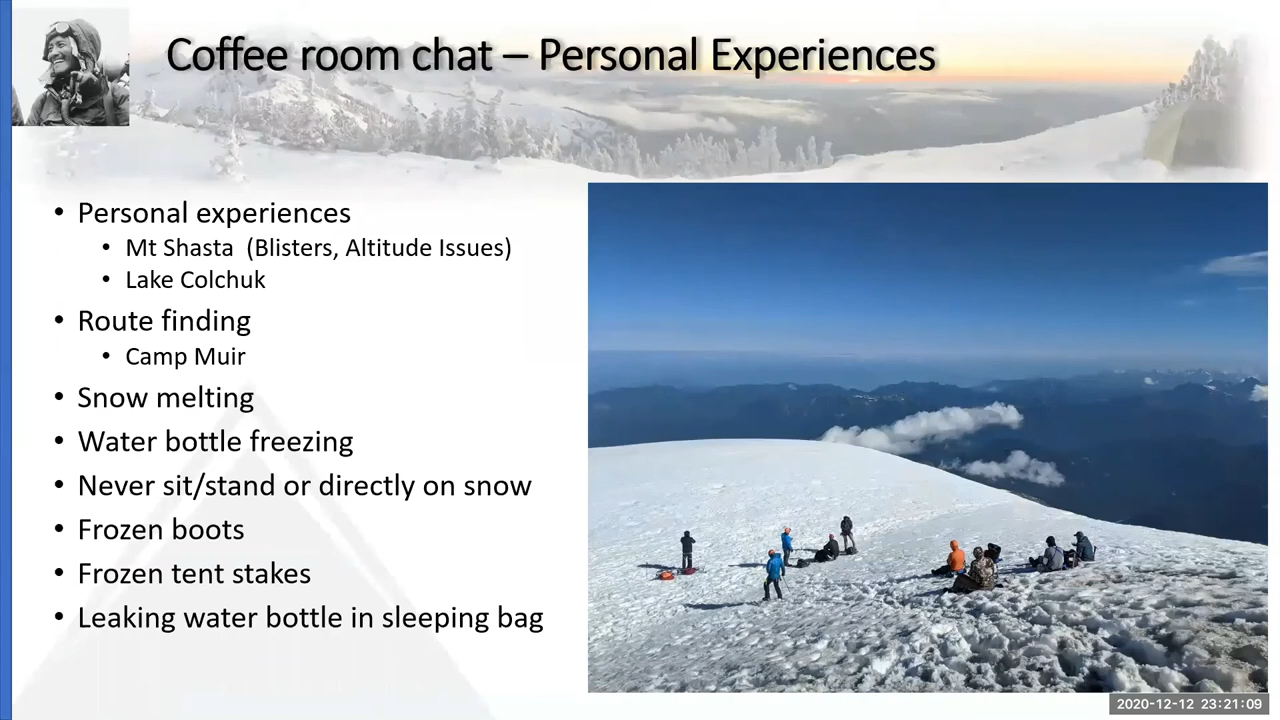 Coffee room chat – Personal Experiences
• Personal experiences
• Mt Shasta (Blisters, Altitude Issues)
• Lake Colchuk
• Route finding
• Camp Muir
• Snow melting
• Water bottle freezing
• Never sit/stand or directly on snow
• Frozen boots
• Frozen tent stakes
• Leaking water bottle in sleeping bag
2020-12-12 23:21:09